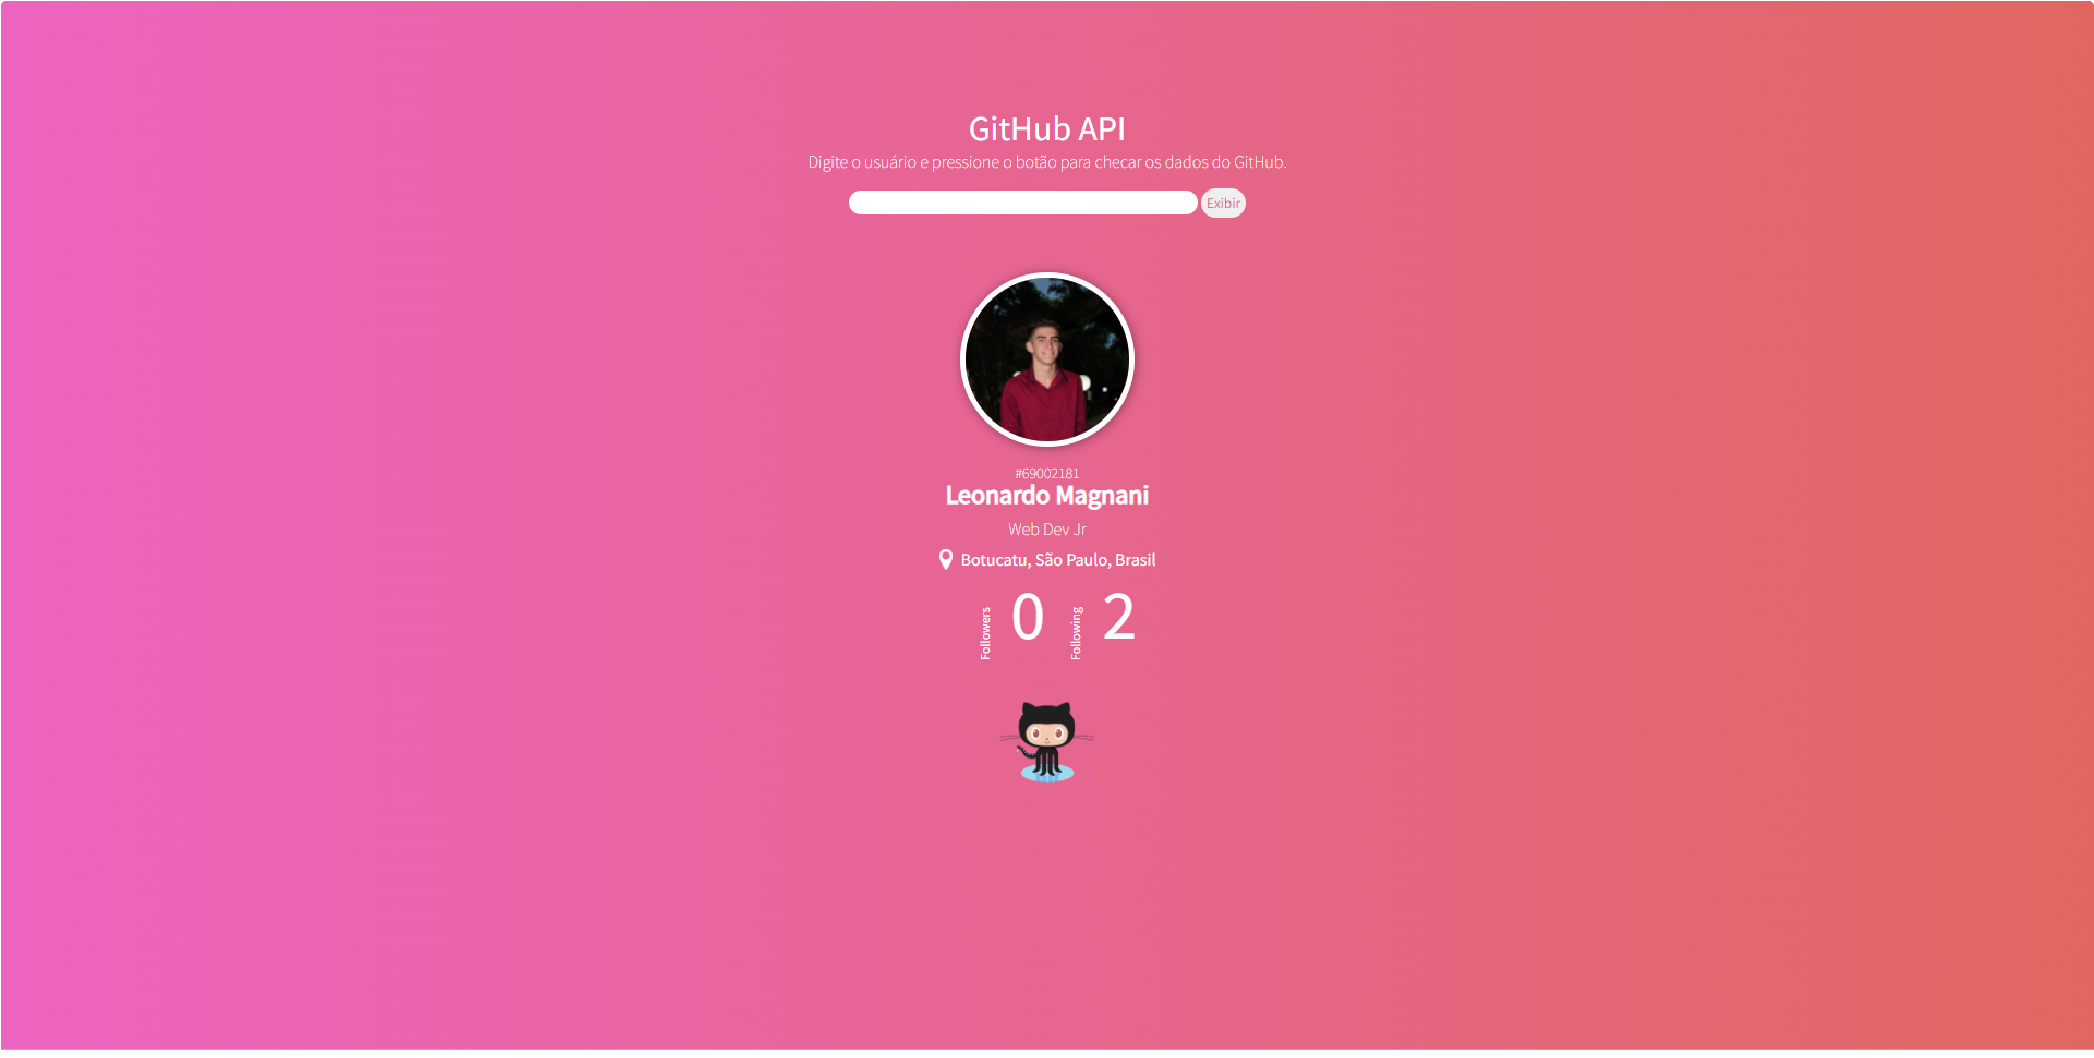 GitHub API
Digite o usuário e pressione o botão para checar os dados do GitHub.
Exibir
#69002181
Leonardo Magnani
Web Dev Jr
Botucatu, São Paulo, Brasil
Followers 0 Following 2